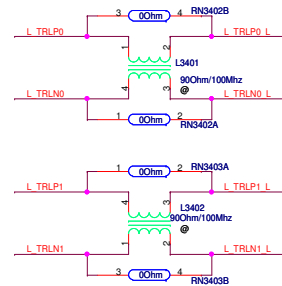 3 0Ohm 4 RN3402B
L_TRLP0 L_TRLP0_L
1 2
L3401
90Ohm/100Mhz
4 3 @
L_TRLN0 L_TRLN0_L
1 0Ohm 2
RN3402A
1 0Ohm 2 RN3403A
L_TRLP1 L_TRLP1_L
4 3 L3402
90Ohm/100Mhz
@
1 2
L_TRLN1 L_TRLN1_L
3 0Ohm 4
RN3403B